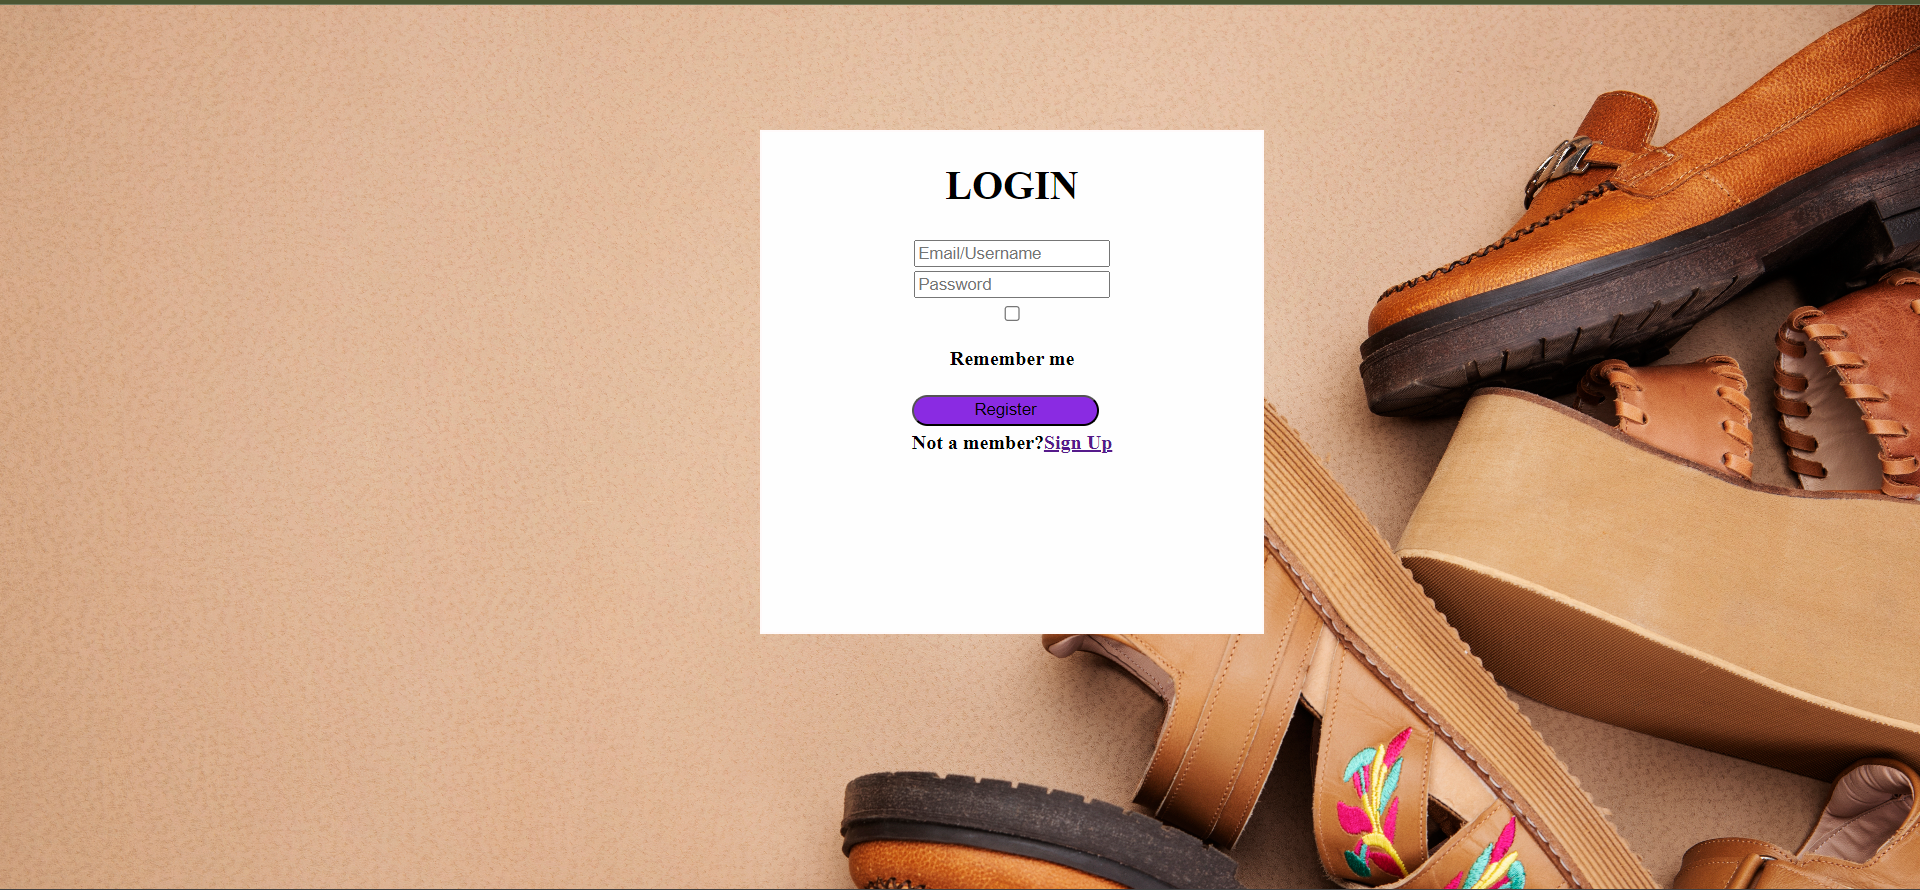 LOGIN
Email/Username
Password
Remember me
Register
Not a member?Sign Up